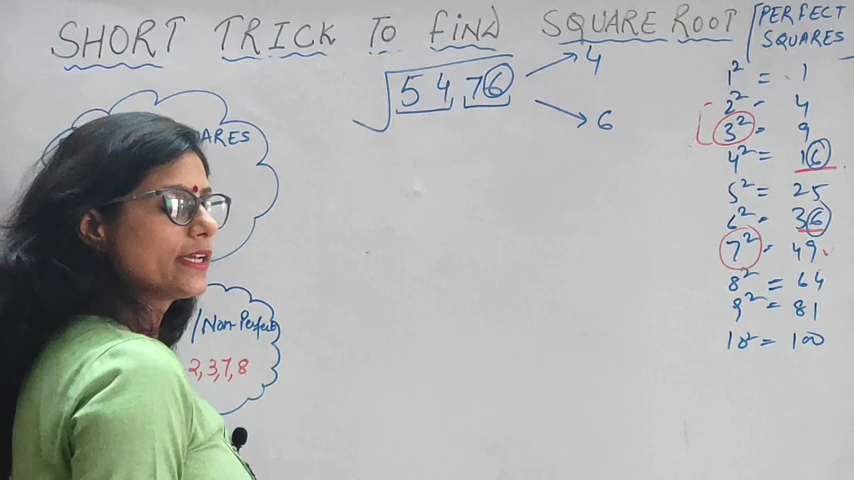 SHORT TRICK TO FIND SQUARE ROOT
PERFECT
SQUARES
√5476
4
6
1² = 1
2² = 4
3² = 9
4² = 16
5² = 25
6² = 36
7² = 49
8² = 64
9² = 81
10² = 100
/Non-Perfect
2,3,7,8